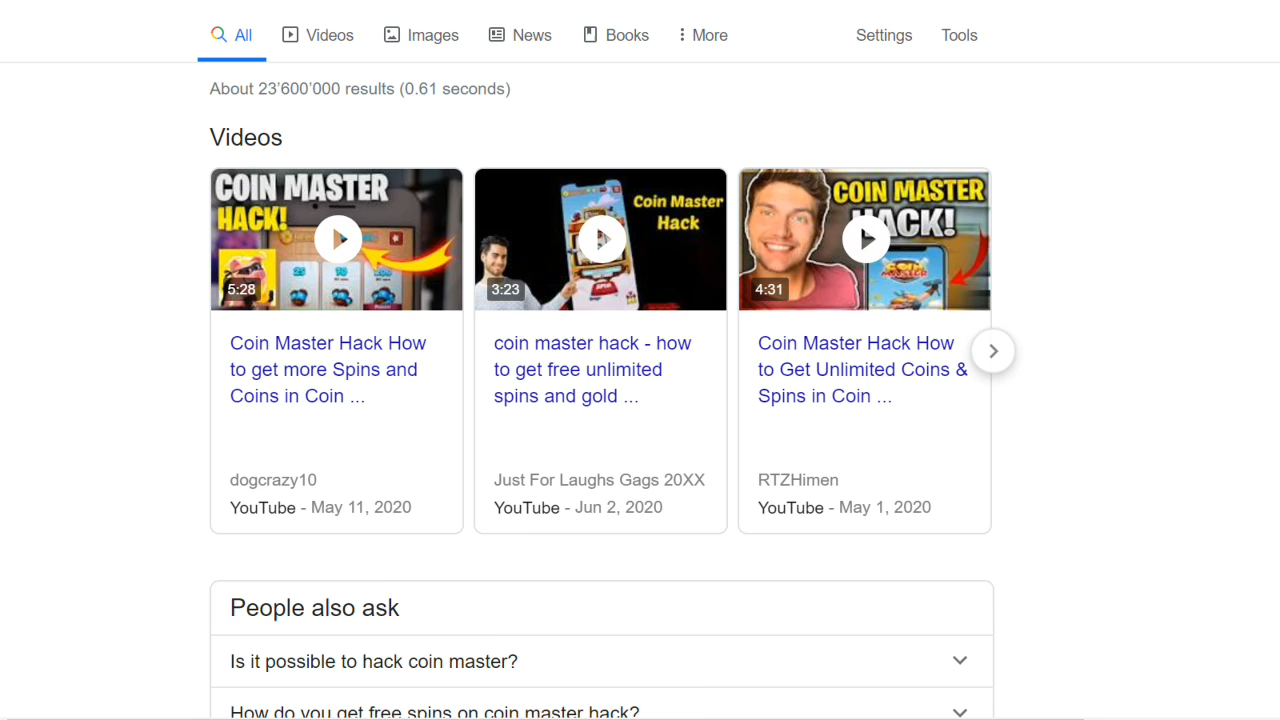 All
Videos
Images
News
Books
More
Settings
Tools
About 23’600’000 results (0.61 seconds)
Videos
COIN MASTER
HACK!
5:28
Coin Master
Hack
SPIN
3:23
COIN MASTER
HACK!
COIN
MASTER
4:31
Coin Master Hack How
to get more Spins and
Coins in Coin ...
coin master hack - how
to get free unlimited
spins and gold ...
Coin Master Hack How
to Get Unlimited Coins &
Spins in Coin ...
dogcrazy10
Just For Laughs Gags 20XX
RTZHimen
YouTube - May 11, 2020
YouTube - Jun 2, 2020
YouTube - May 1, 2020
People also ask
Is it possible to hack coin master?
How do you get free spins on coin master hack?